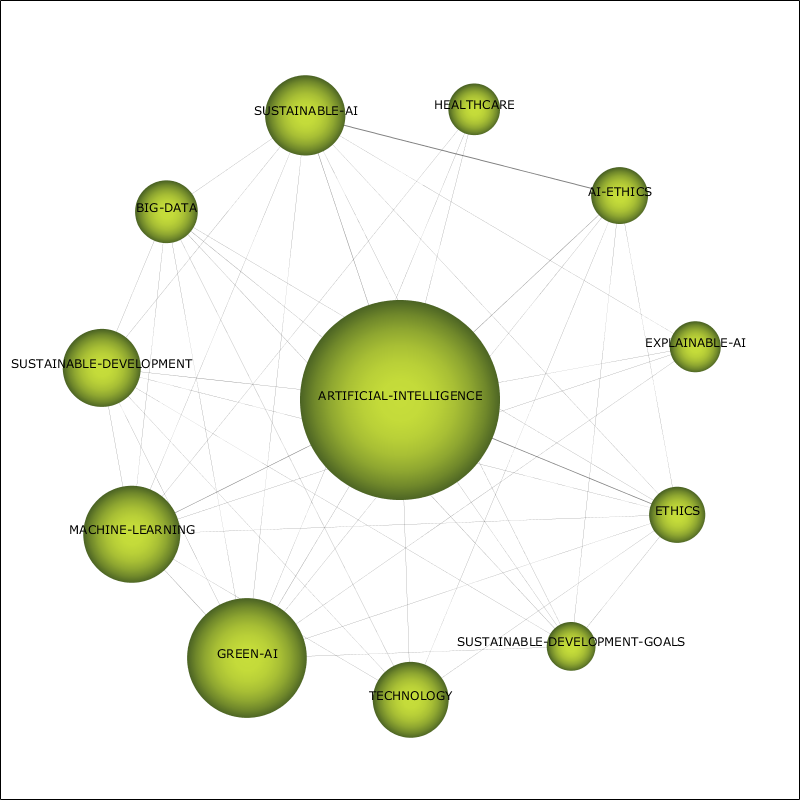 HEALTHCARE
SUSTAINABLE-AI
AI-ETHICS
BIG-DATA
EXPLAINABLE-AI
SUSTAINABLE-DEVELOPMENT
ARTIFICIAL-INTELLIGENCE
ETHICS
MACHINE-LEARNING
SUSTAINABLE-DEVELOPMENT-GOALS
GREEN-AI
TECHNOLOGY